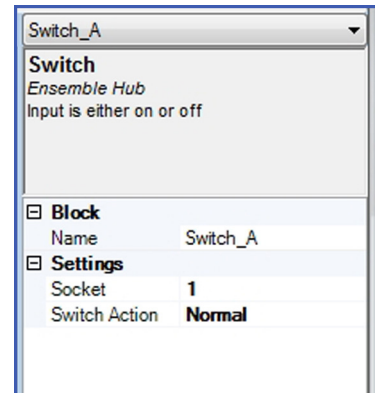 Switch_A
Switch
Ensemble Hub
Input is either on or off
Block
Name Switch_A
Settings
Socket 1
Switch Action Normal